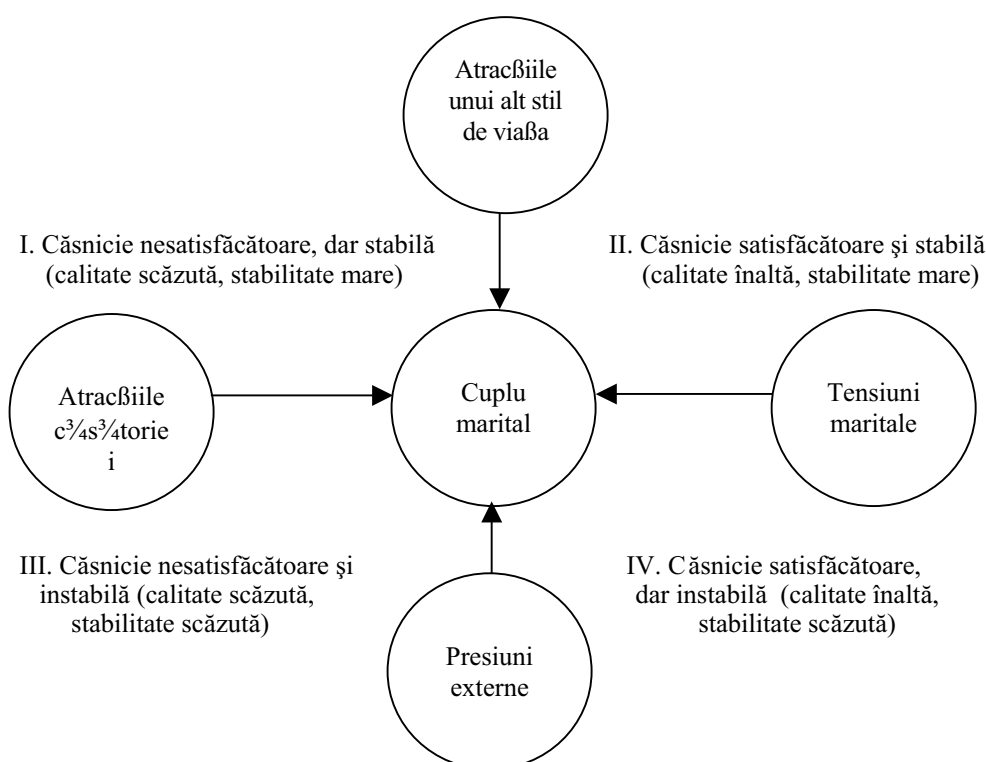 Atracßiile
unui alt stil
de viaßa
I. Căsnicie nesatisfăcătoare, dar stabilă
(calitate scăzută, stabilitate mare)
II. Căsnicie satisfăcătoare şi stabilă
(calitate înaltă, stabilitate mare)
Atracßiile
c¾s¾torie
i
Cuplu
marital
Tensiuni
maritale
III. Căsnicie nesatisfăcătoare şi
instabilă (calitate scăzută,
stabilitate scăzută)
IV. Căsnicie satisfăcătoare,
dar instabilă (calitate înaltă,
stabilitate scăzută)
Presiuni
externe